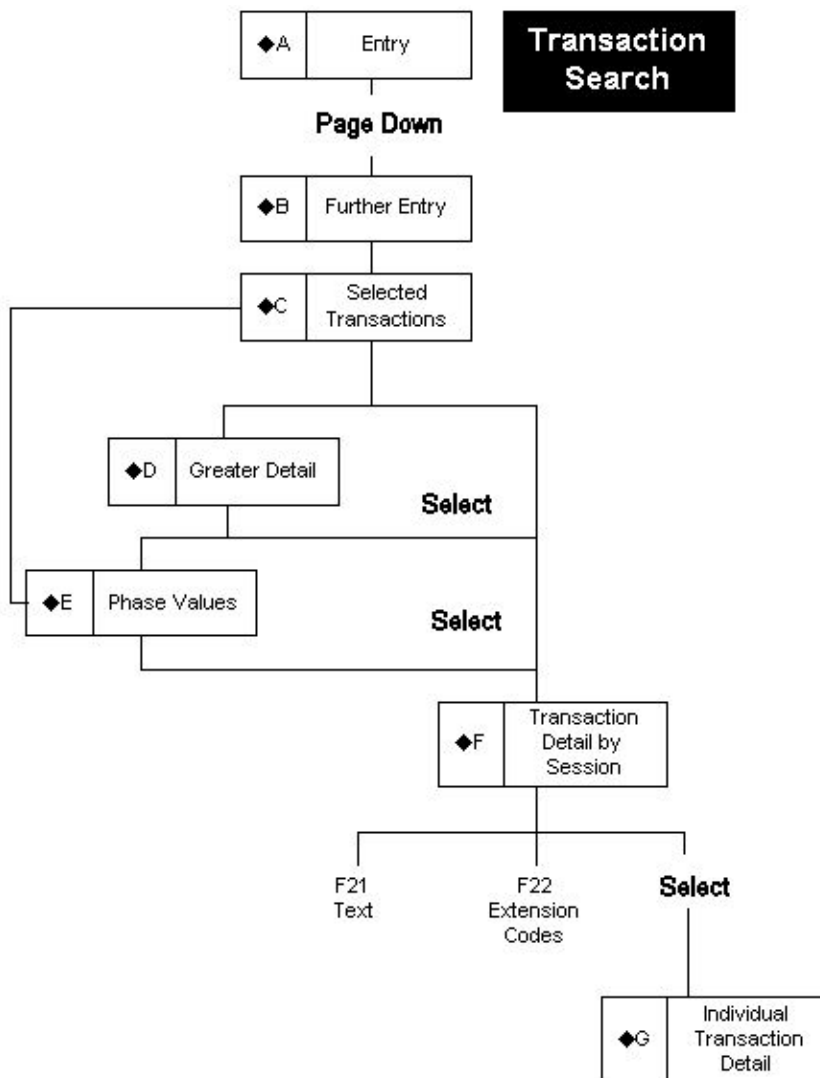 ◆A Entry
Transaction
Search
Page Down
◆B Further Entry
◆C Selected
Transactions
◆D Greater Detail
Select
◆E Phase Values
Select
◆F Transaction
Detail by
Session
F21
Text
F22
Extension
Codes
Select
◆G Individual
Transaction
Detail